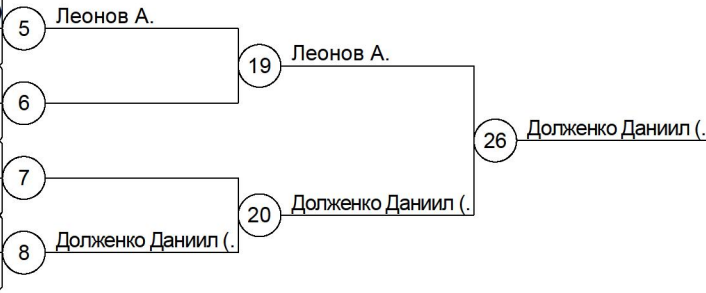 5 Леонов А.
19 Леонов А.
6
26 Долженко Даниил (.
7
20 Долженко Даниил (.
8 Долженко Даниил (.